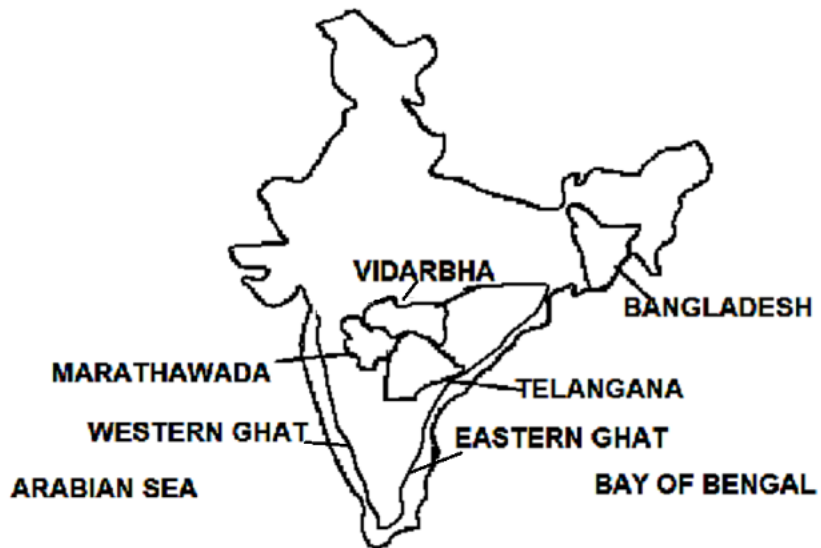 VIDARBHA
BANGLADESH
MARATHAWADA
TELANGANA
WESTERN GHAT
EASTERN GHAT
ARABIAN SEA
BAY OF BENGAL